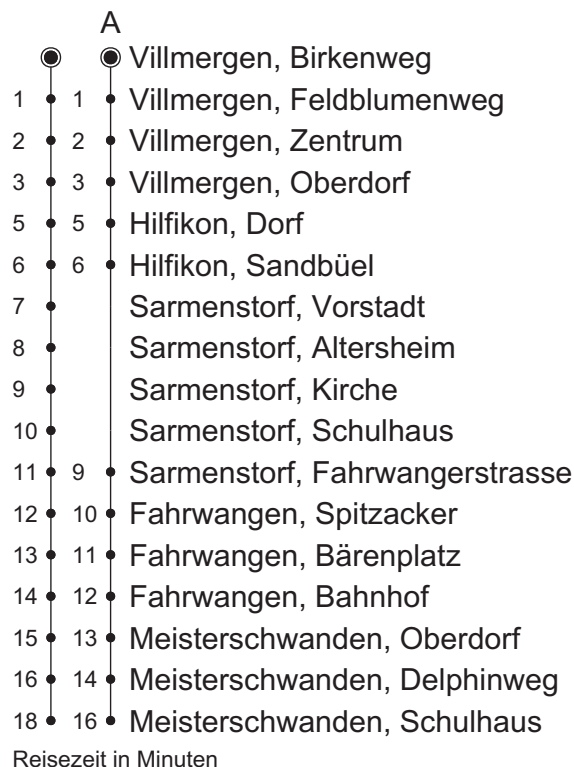 A
Villmergen, Birkenweg
1 1 Villmergen, Feldblumenweg
2 2 Villmergen, Zentrum
3 3 Villmergen, Oberdorf
5 5 Hilfikon, Dorf
6 6 Hilfikon, Sandbüel
7 Sarmenstorf, Vorstadt
8 Sarmenstorf, Altersheim
9 Sarmenstorf, Kirche
10 Sarmenstorf, Schulhaus
11 9 Sarmenstorf, Fahrwangerstrasse
12 10 Fahrwangen, Spitzacker
13 11 Fahrwangen, Bärenplatz
14 12 Fahrwangen, Bahnhof
15 13 Meisterschwanden, Oberdorf
16 14 Meisterschwanden, Delphinweg
18 16 Meisterschwanden, Schulhaus
Reisezeit in Minuten